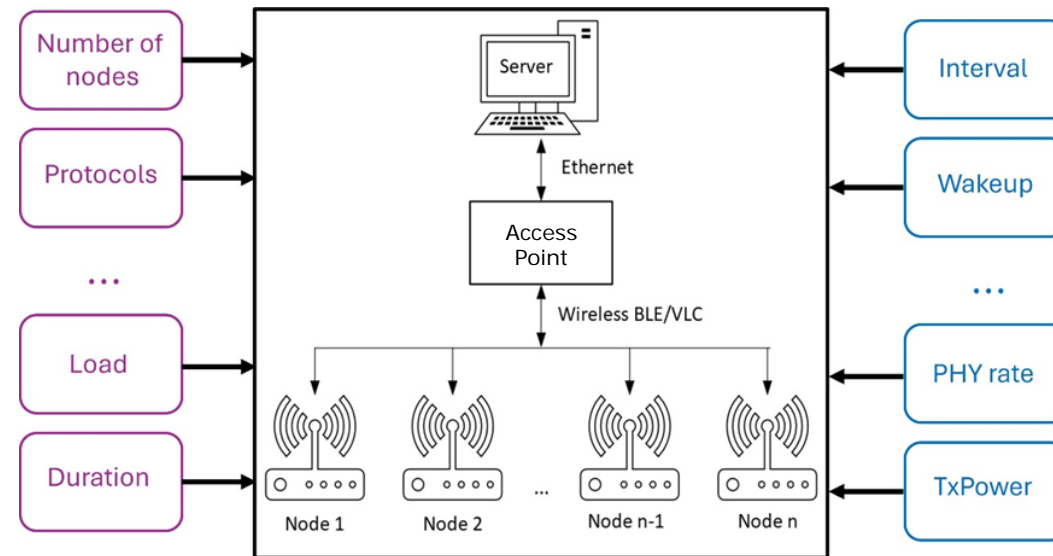 Number of
nodes
Protocols
...
Load
Duration
Server
Ethernet
Access
Point
Wireless BLE/VLC
Node 1
Node 2
...
Node n-1
Node n
Interval
Wakeup
...
PHY rate
TxPower